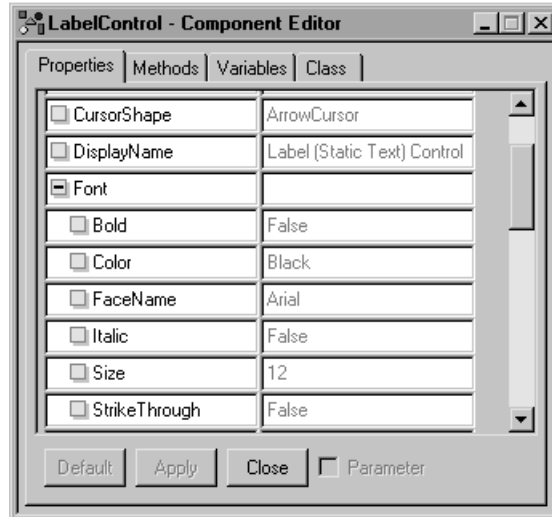 LabelControl - Component Editor
Properties Methods Variables Class
CursorShape ArrowCursor
DisplayName Label (Static Text) Control
Font
Bold False
Color Black
FaceName Arial
Italic False
Size 12
StrikeThrough False
Default Apply Close Parameter